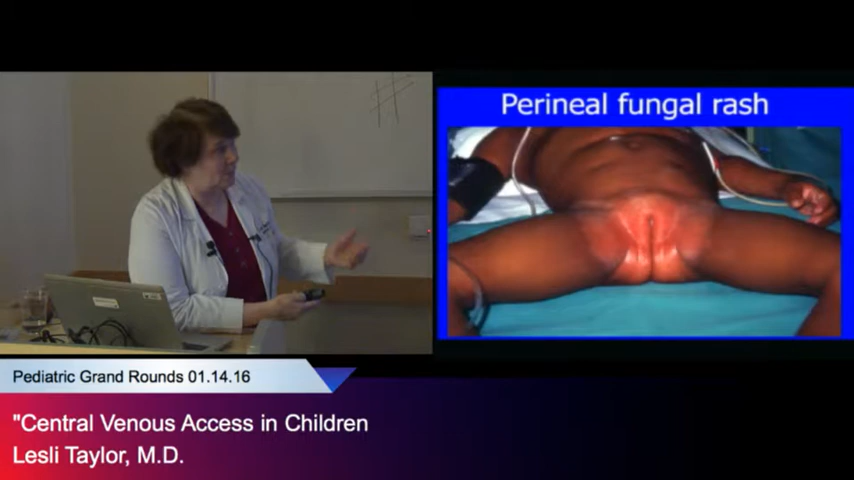 Perineal fungal rash
Pediatric Grand Rounds 01.14.16
"Central Venous Access in Children
Lesli Taylor, M.D.